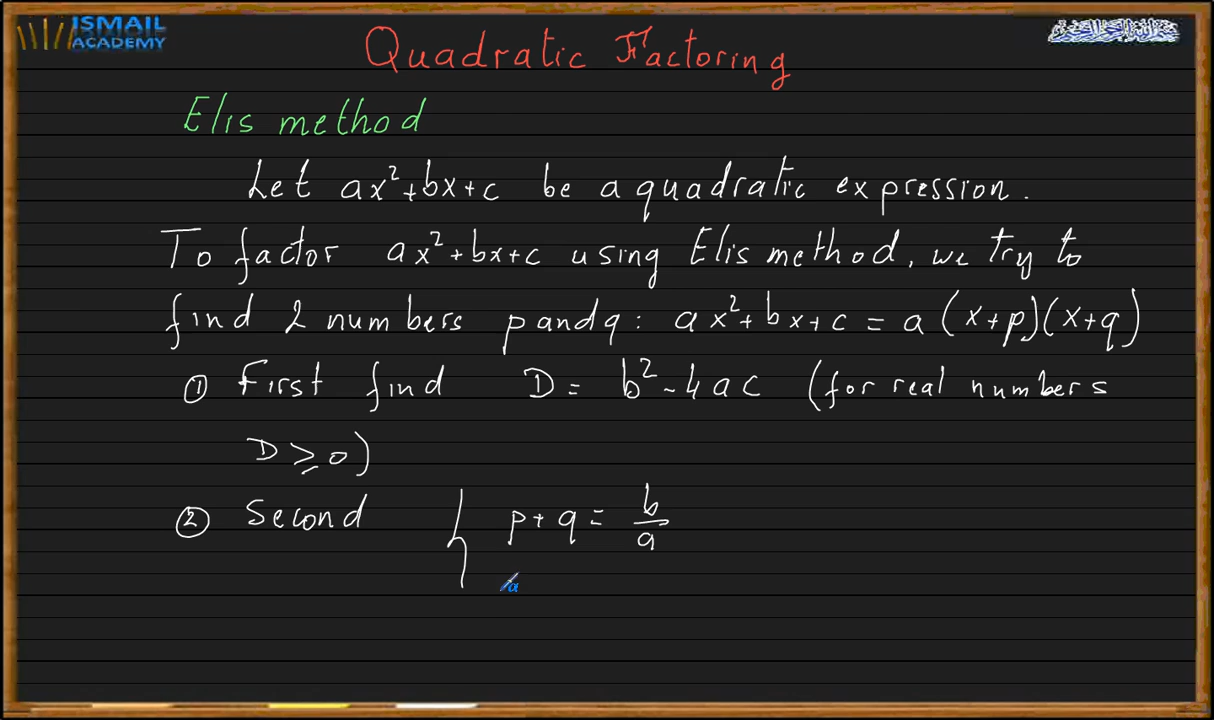 ISMAIL
ACADEMY
Quadratic Factoring
Elis method
Let ax²+bx+c be a quadratic expression.
To factor ax²+bx+c using Elis method, we try to
find 2 numbers p and q: ax²+bx+c = a(x+p)(x+q)
① First find D = b²-4ac (for real numbers
D ≥ 0)
② Second { p+q = b/a